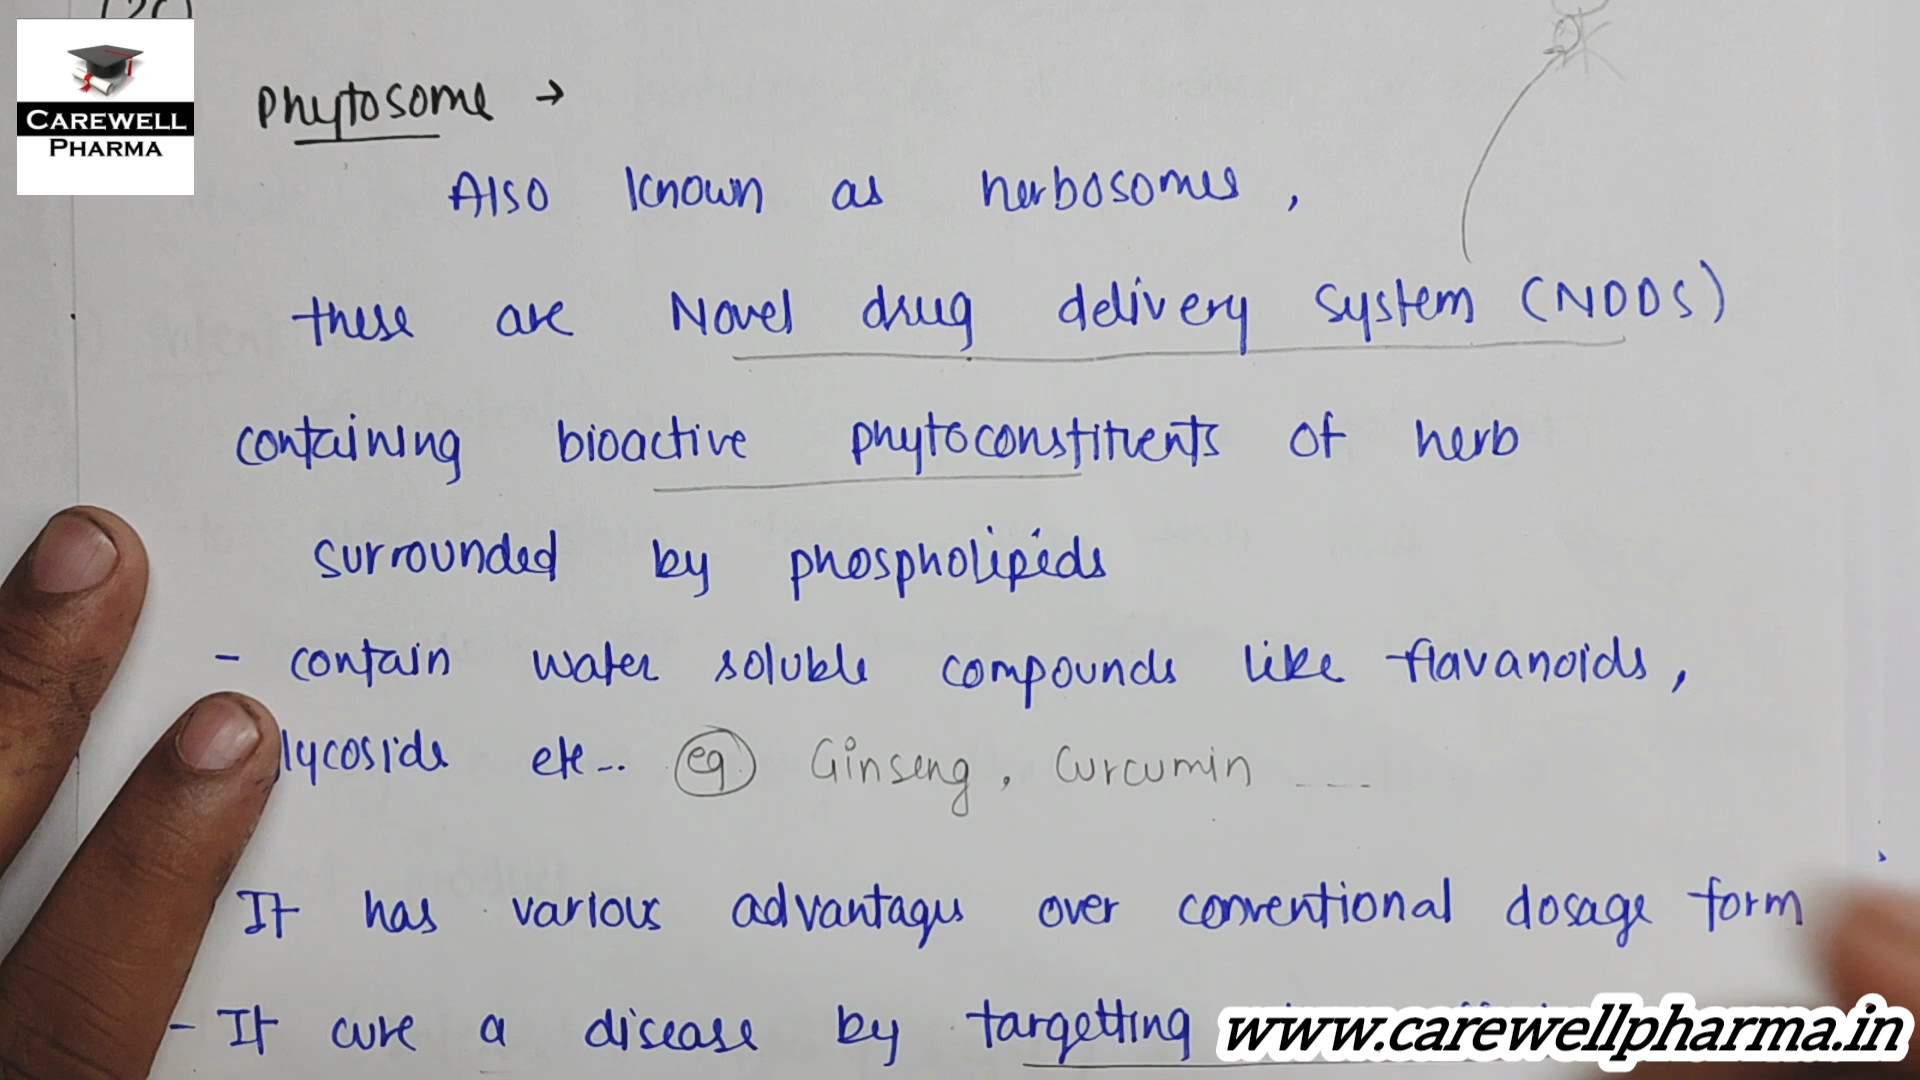 CAREWELL
PHARMA
Phytosome →
Also known as herbosomes,
these are Novel drug delivery system (NDDS)
containing bioactive phytoconstituents of herb
surrounded by phospholipids
- contain water soluble compounds like flavanoids,
lycoside etc.. eg Ginseng, Curcumin ---
It has various advantages over conventional dosage form
- It cure a disease by targetting
www.carewellpharma.in